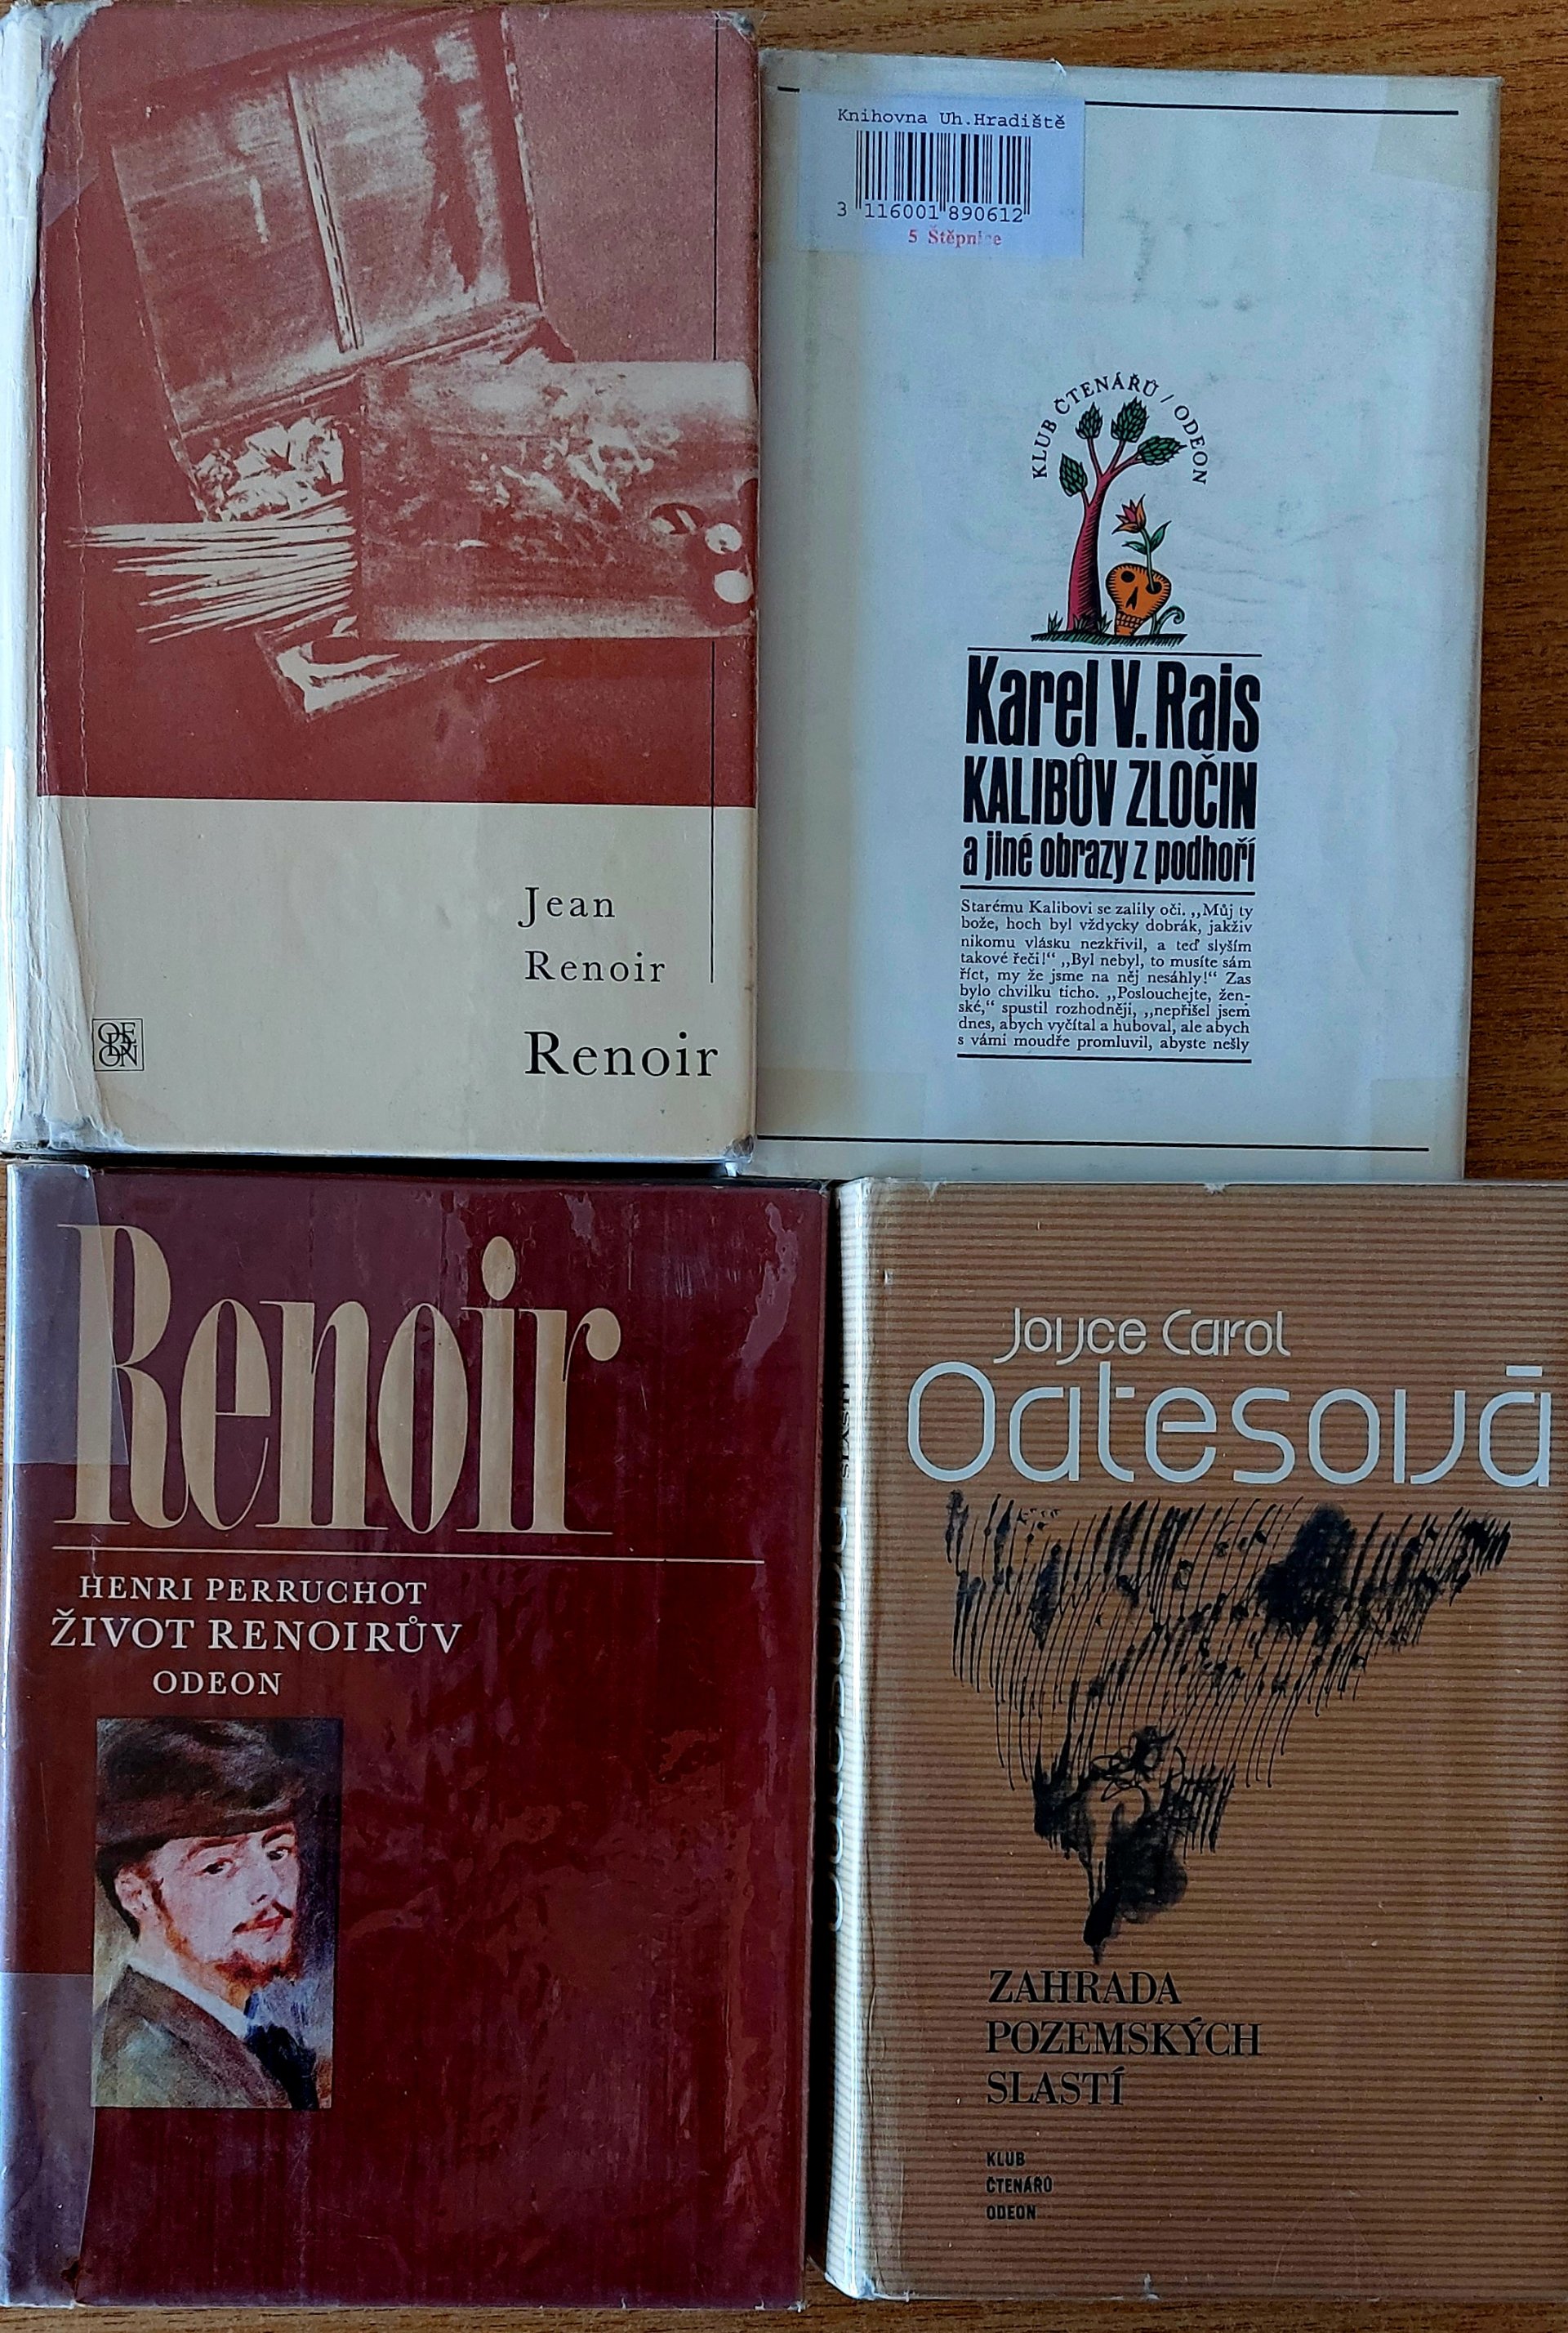 Jean
Renoir
Renoir
ODEON
Knihovna Uh.Hradiště
3 116001 890612
5 Štěpnice
KLUB ČTENÁŘŮ / ODEON
Karel V. Rais
KALIBŮV ZLOČIN
a jiné obrazy z podhoří
Starému Kalibovi se zalily oči. „Můj ty
bože, hoch byl vždycky dobrák, jakživ
nikomu vlásku nezkřivil, a teď slyším
takové řeči!“ „Byl nebyl, to musíte sám
říct, my že jsme na něj nesáhly!“ Zas
bylo chvilku ticho. „Poslouchejte, žen-
ské,“ spustil rozhodněji, „nepřišel jsem
dnes, abych vyčítal a huboval, ale abych
s vámi moudře promluvil, abyste nešly
Renoir
HENRI PERRUCHOT
ŽIVOT RENOIRŮV
ODEON
Joyce Carol
Oatesová
ZAHRADA
POZEMSKÝCH
SLASTÍ
KLUB
ČTENÁŘŮ
ODEON